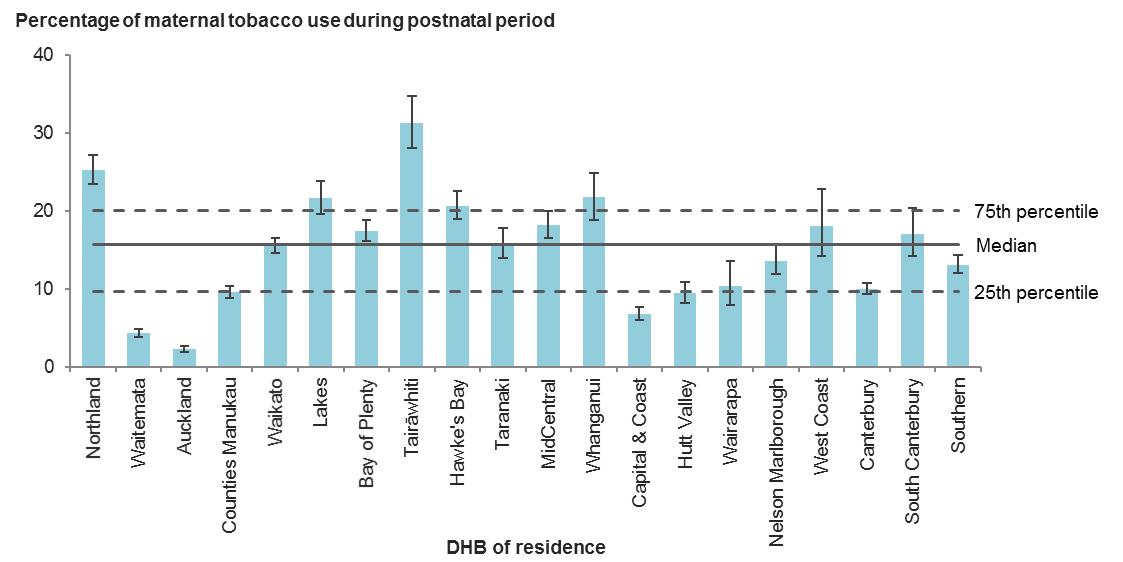 Percentage of maternal tobacco use during postnatal period
40
30
20
10
0
75th percentile
Median
25th percentile
Northland
Waitemata
Auckland
Counties Manukau
Waikato
Lakes
Bay of Plenty
Tairāwhiti
Hawke's Bay
Taranaki
MidCentral
Whanganui
Capital & Coast
Hutt Valley
Wairarapa
Nelson Marlborough
West Coast
Canterbury
South Canterbury
Southern
DHB of residence